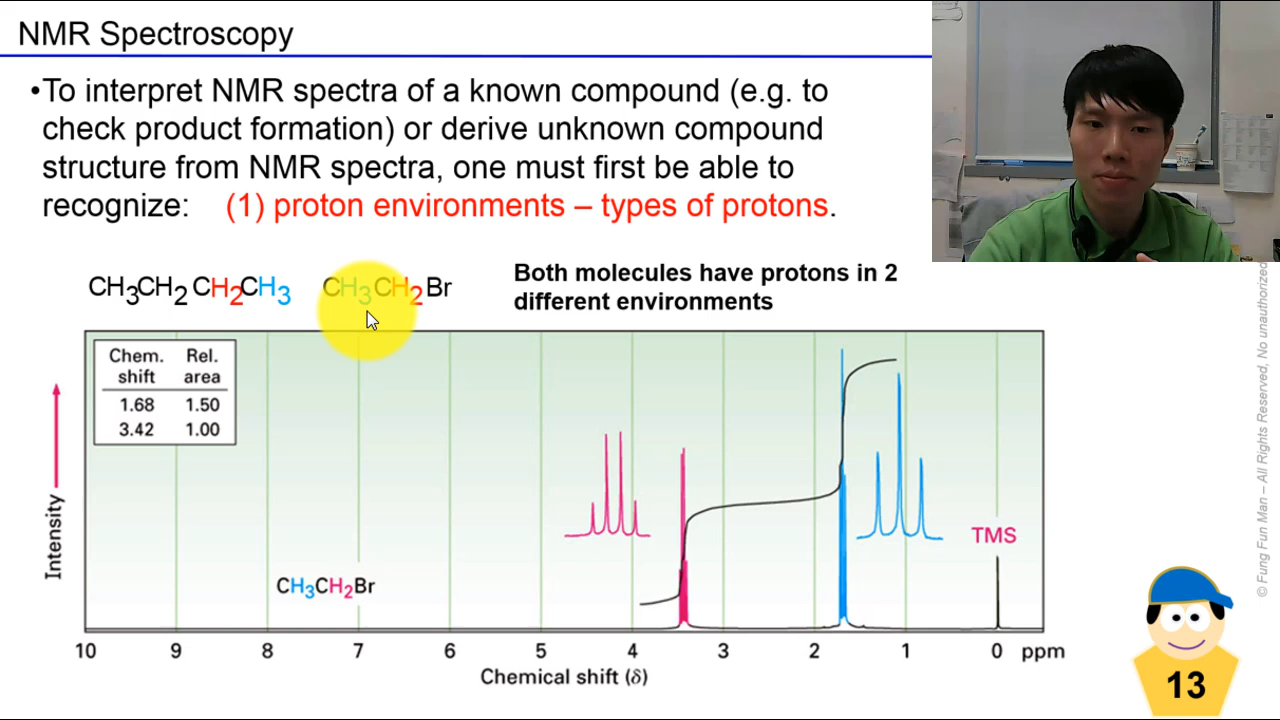 NMR Spectroscopy
•To interpret NMR spectra of a known compound (e.g. to
check product formation) or derive unknown compound
structure from NMR spectra, one must first be able to
recognize: (1) proton environments – types of protons.
CH₃CH₂CH₂CH₃ CH₃CH₂Br
Both molecules have protons in 2
different environments
Chem. Rel.
shift area
1.68 1.50
3.42 1.00
Intensity
TMS
CH₃CH₂Br
10 9 8 7 6 5 4 3 2 1 0 ppm
Chemical shift (δ)
13
© Fung Fun Man – All Rights Reserved, No unauthorized